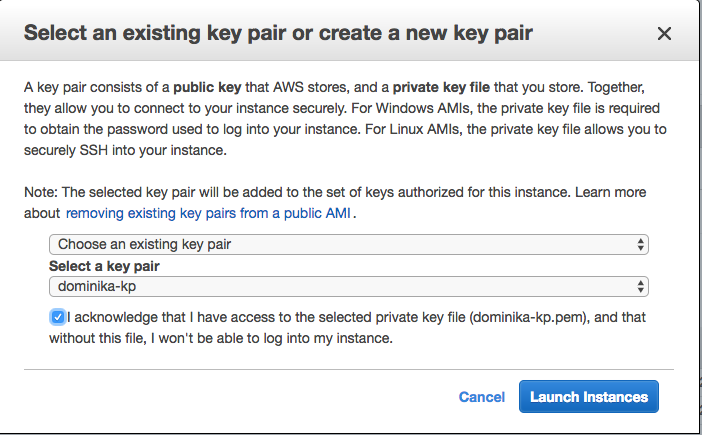 Select an existing key pair or create a new key pair
A key pair consists of a public key that AWS stores, and a private key file that you store. Together,
they allow you to connect to your instance securely. For Windows AMIs, the private key file is required
to obtain the password used to log into your instance. For Linux AMIs, the private key file allows you to
securely SSH into your instance.
Note: The selected key pair will be added to the set of keys authorized for this instance. Learn more
about removing existing key pairs from a public AMI.
Choose an existing key pair
Select a key pair
dominika-kp
I acknowledge that I have access to the selected private key file (dominika-kp.pem), and that
without this file, I won't be able to log into my instance.
Cancel Launch Instances